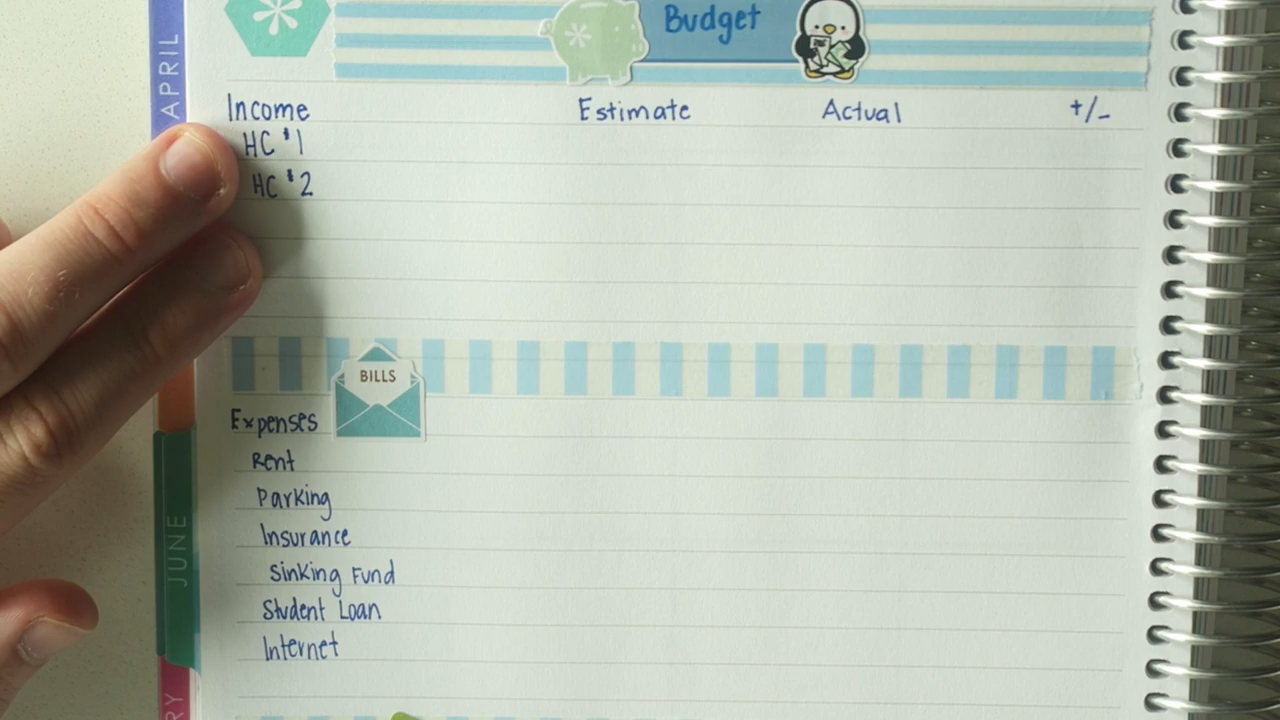 Budget
APRIL
Income Estimate Actual +/-
HC #1
HC #2
BILLS
Expenses
Rent
Parking
Insurance
Sinking Fund
JUNE
Student Loan
Internet
RY